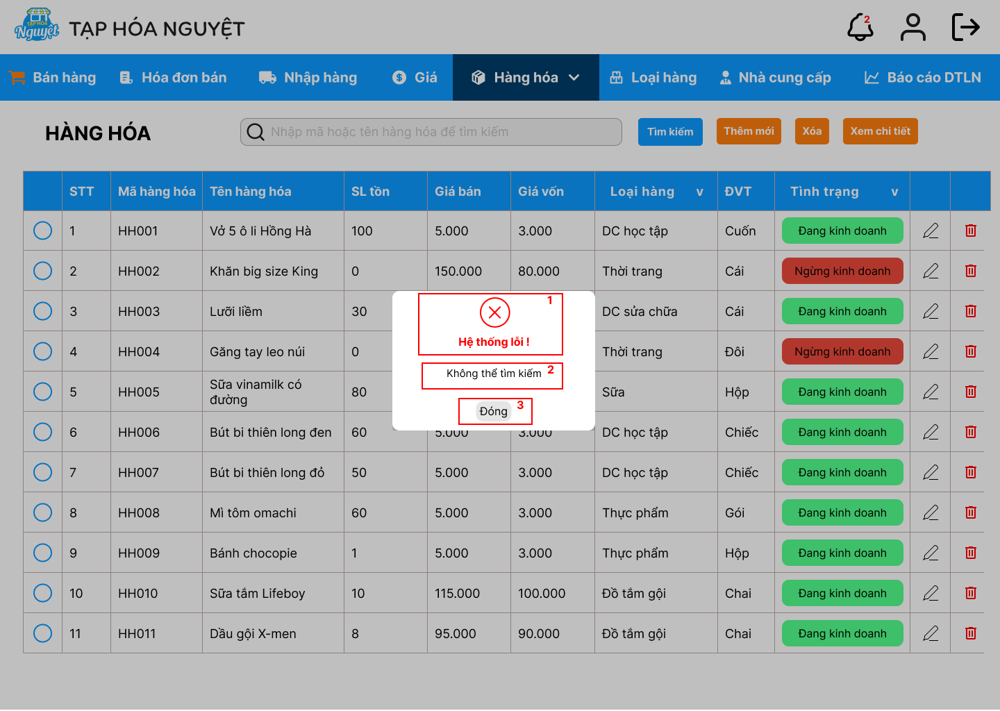 TẠP HÓA
Nguyệt
TẠP HÓA NGUYỆT
2
Bán hàng Hóa đơn bán Nhập hàng Giá Hàng hóa Loại hàng Nhà cung cấp Báo cáo DTLN
HÀNG HÓA Nhập mã hoặc tên hàng hóa để tìm kiếm Tìm kiếm Thêm mới Xóa Xem chi tiết
STT Mã hàng hóa Tên hàng hóa SL tồn Giá bán Giá vốn Loại hàng v ĐVT Tình trạng v
1 HH001 Vở 5 ô li Hồng Hà 100 5.000 3.000 DC học tập Cuốn Đang kinh doanh
2 HH002 Khăn big size King 0 150.000 80.000 Thời trang Cái Ngừng kinh doanh
3 HH003 Lưỡi liềm 30 DC sửa chữa Cái Đang kinh doanh
4 HH004 Găng tay leo núi 0 Thời trang Đôi Ngừng kinh doanh
5 HH005 Sữa vinamilk có đường 80 Sữa Hộp Đang kinh doanh
6 HH006 Bút bi thiên long đen 60 5.000 3.000 DC học tập Chiếc Đang kinh doanh
7 HH007 Bút bi thiên long đỏ 50 5.000 3.000 DC học tập Chiếc Đang kinh doanh
8 HH008 Mì tôm omachi 60 5.000 3.000 Thực phẩm Gói Đang kinh doanh
9 HH009 Bánh chocopie 1 5.000 3.000 Thực phẩm Hộp Đang kinh doanh
10 HH010 Sữa tắm Lifeboy 10 115.000 100.000 Đồ tắm gội Chai Đang kinh doanh
11 HH011 Dầu gội X-men 8 95.000 90.000 Đồ tắm gội Chai Đang kinh doanh
1
Hệ thống lỗi !
Không thể tìm kiếm 2
Đóng 3